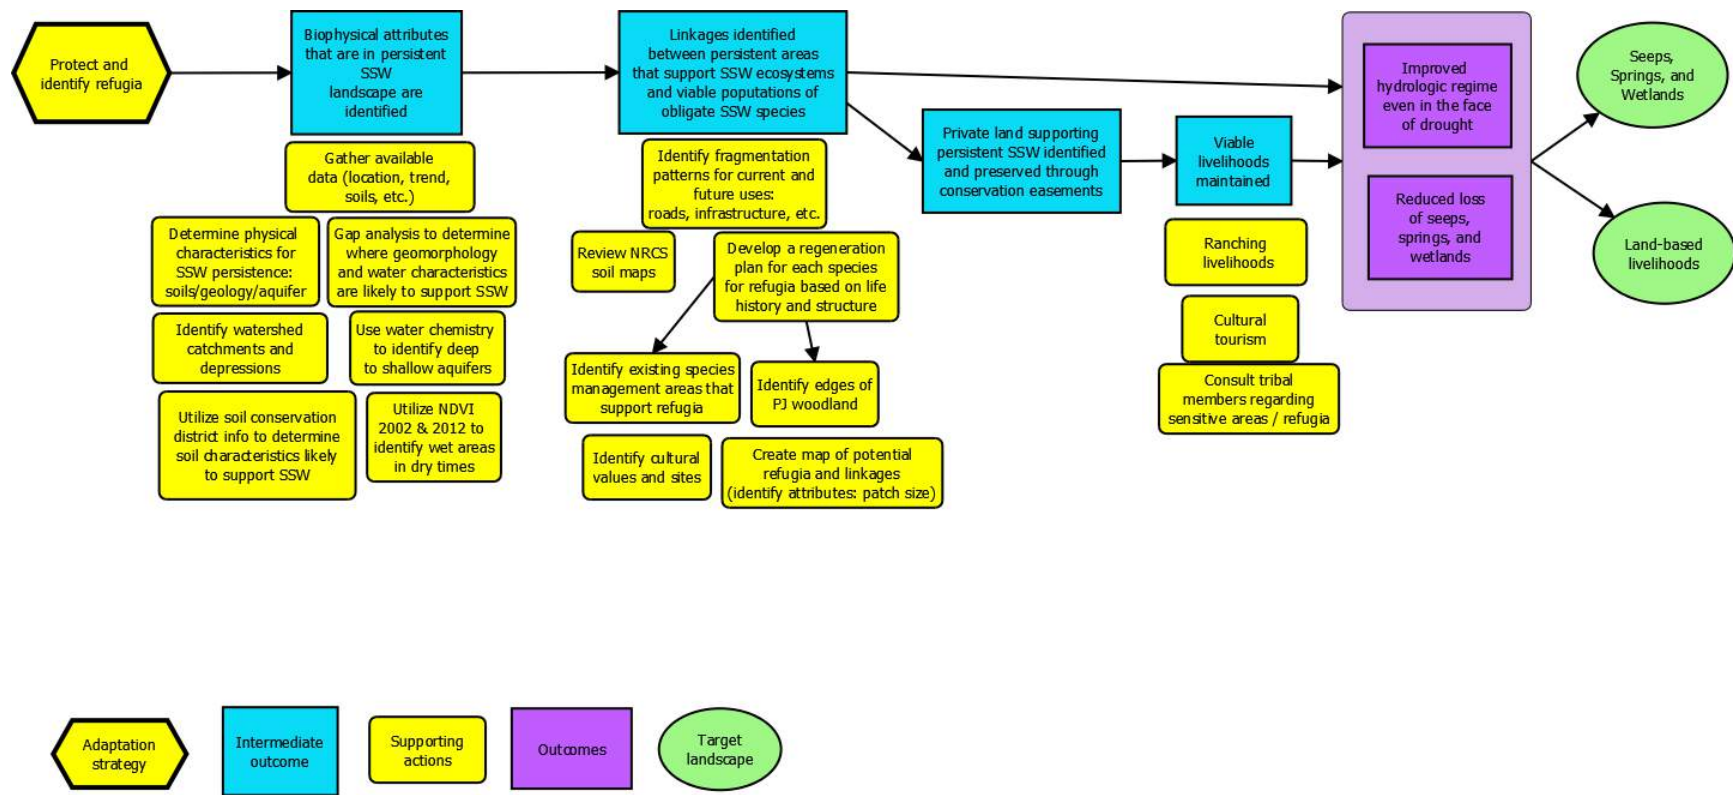 Protect and
identify refugia
Biophysical attributes
that are in persistent
SSW
landscape are
identified
Linkages identified
between persistent areas
that support SSW ecosystems
and viable populations of
obligate SSW species
Private land supporting
persistent SSW identified
and preserved through
conservation easements
Viable
livelihoods
maintained
Improved
hydrologic regime
even in the face
of drought
Reduced loss
of seeps,
springs, and
wetlands
Seeps,
Springs, and
Wetlands
Land-based
livelihoods
Gather available
data (location, trend,
soils, etc.)
Determine physical
characteristics for
SSW persistence:
soils/geology/aquifer
Gap analysis to determine
where geomorphology
and water characteristics
are likely to support SSW
Identify watershed
catchments and
depressions
Use water chemistry
to identify deep
to shallow aquifers
Utilize soil conservation
district info to determine
soil characteristics likely
to support SSW
Utilize NDVI
2002 & 2012 to
identify wet areas
in dry times
Identify fragmentation
patterns for current and
future uses:
roads, infrastructure, etc.
Review NRCS
soil maps
Develop a regeneration
plan for each species
for refugia based on life
history and structure
Identify existing species
management areas that
support refugia
Identify edges of
PJ woodland
Identify cultural
values and sites
Create map of potential
refugia and linkages
(identify attributes: patch size)
Ranching
livelihoods
Cultural
tourism
Consult tribal
members regarding
sensitive areas / refugia
Adaptation
strategy
Intermediate
outcome
Supporting
actions
Outcomes
Target
landscape